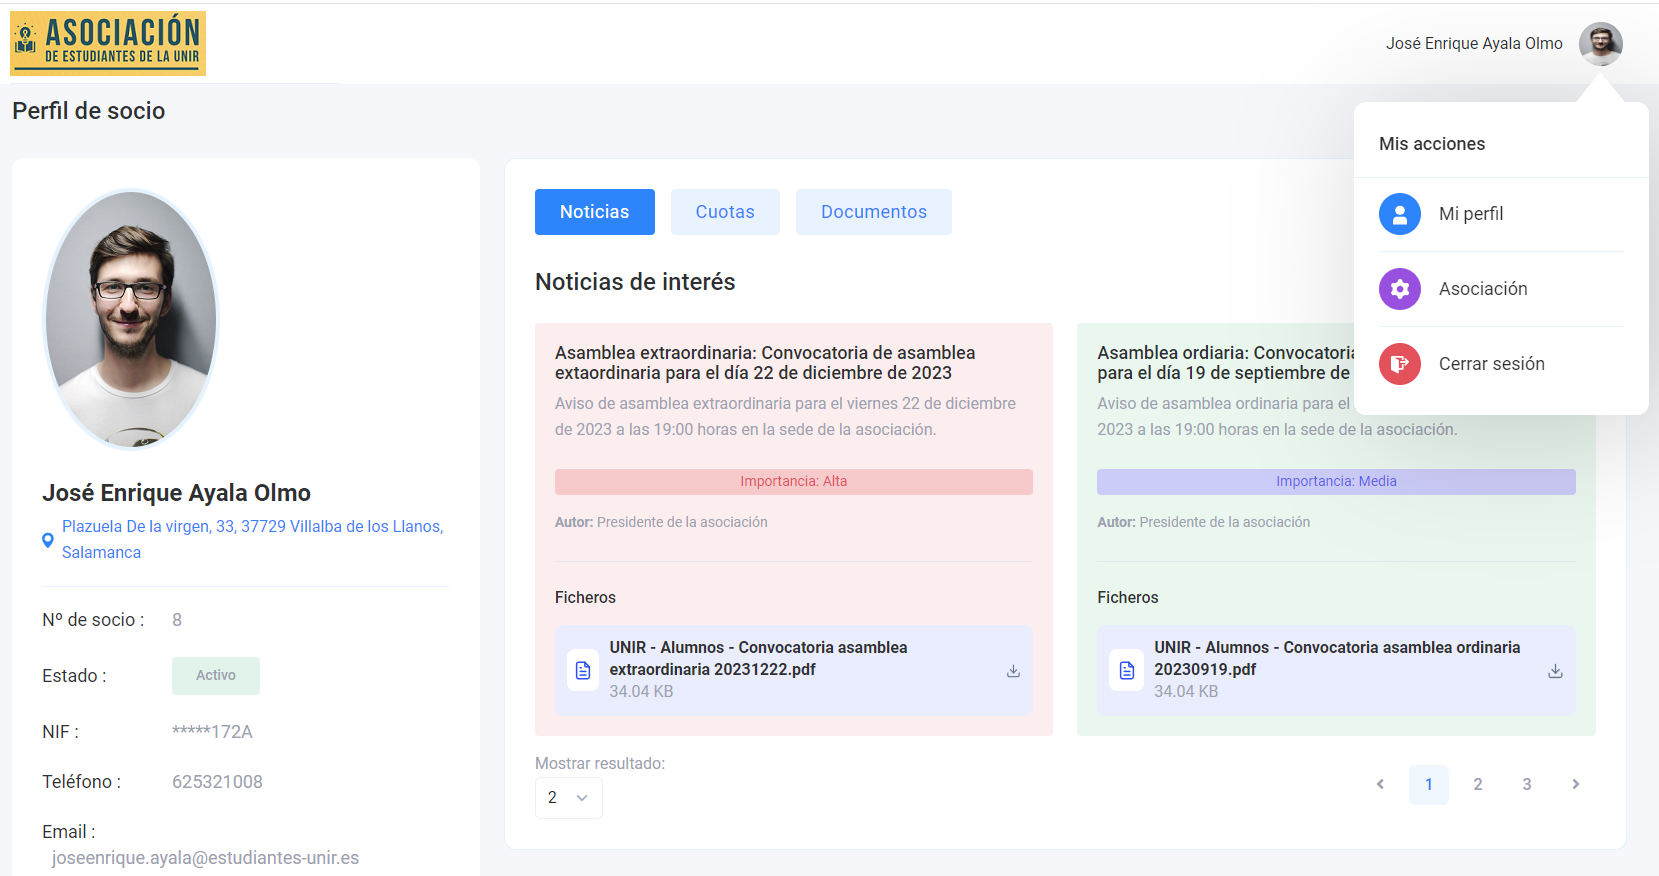 ASOCIACIÓN
DE ESTUDIANTES DE LA UNIR
José Enrique Ayala Olmo
Perfil de socio
Mis acciones
Mi perfil
Asociación
Cerrar sesión
José Enrique Ayala Olmo
Plazuela De la virgen, 33, 37729 Villalba de los Llanos,
Salamanca
Nº de socio : 8
Estado : Activo
NIF : *****172A
Teléfono : 625321008
Email :
joseenrique.ayala@estudiantes-unir.es
Noticias
Cuotas
Documentos
Noticias de interés
Asamblea extraordinaria: Convocatoria de asamblea
extaordinaria para el día 22 de diciembre de 2023
Aviso de asamblea extraordinaria para el viernes 22 de diciembre
de 2023 a las 19:00 horas en la sede de la asociación.
Importancia: Alta
Autor: Presidente de la asociación
Ficheros
UNIR - Alumnos - Convocatoria asamblea
extraordinaria 20231222.pdf
34.04 KB
Asamblea ordiaria: Convocatori
para el día 19 de septiembre de
Aviso de asamblea ordinaria para el
2023 a las 19:00 horas en la sede de la asociación.
Importancia: Media
Autor: Presidente de la asociación
Ficheros
UNIR - Alumnos - Convocatoria asamblea ordinaria
20230919.pdf
34.04 KB
Mostrar resultado:
2
1 2 3